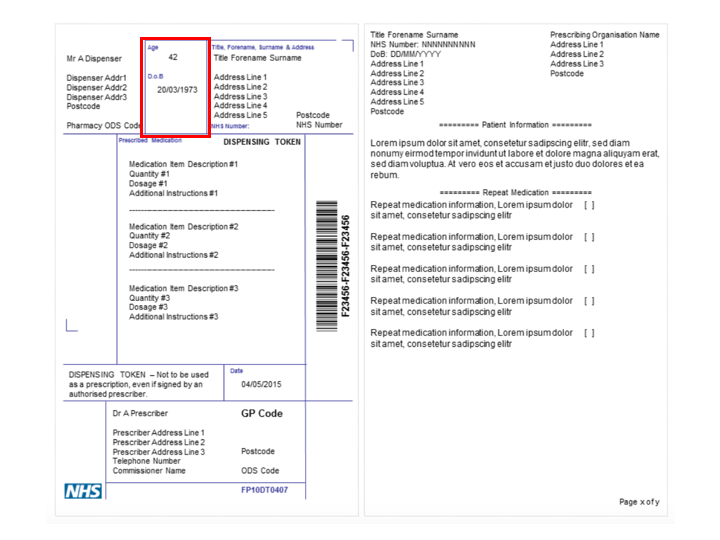 Age
Title, Forename, Surname & Address
Mr A Dispenser
42
Title Forename Surname
D.o.B
Dispenser Addr1
Dispenser Addr2
Dispenser Addr3
Postcode
20/03/1973
Address Line 1
Address Line 2
Address Line 3
Address Line 4
Address Line 5
Postcode
Pharmacy ODS Code
NHS Number:
NHS Number
Prescribed Medication
DISPENSING TOKEN
Medication Item Description #1
Quantity #1
Dosage #1
Additional Instructions #1
Medication Item Description #2
Quantity #2
Dosage #2
Additional Instructions #2
Medication Item Description #3
Quantity #3
Dosage #3
Additional Instructions #3
F23456-F23456-F23456
DISPENSING TOKEN – Not to be used
as a prescription, even if signed by an
authorised prescriber.
Date
04/05/2015
Dr A Prescriber
GP Code
Prescriber Address Line 1
Prescriber Address Line 2
Prescriber Address Line 3
Postcode
Telephone Number
Commissioner Name
ODS Code
NHS
FP10DT0407
Title Forename Surname
NHS Number: NNNNNNNNNN
DoB: DD/MM/YYYY
Address Line 1
Address Line 2
Address Line 3
Address Line 4
Address Line 5
Postcode
Prescribing Organisation Name
Address Line 1
Address Line 2
Address Line 3
Postcode
========= Patient Information =========
Lorem ipsum dolor sit amet, consetetur sadipscing elitr, sed diam
nonumy eirmod tempor invidunt ut labore et dolore magna aliquyam erat,
sed diam voluptua. At vero eos et accusam et justo duo dolores et ea
rebum.
========= Repeat Medication =========
Repeat medication information, Lorem ipsum dolor [ ]
sit amet, consetetur sadipscing elitr
Repeat medication information, Lorem ipsum dolor [ ]
sit amet, consetetur sadipscing elitr
Repeat medication information, Lorem ipsum dolor [ ]
sit amet, consetetur sadipscing elitr
Repeat medication information, Lorem ipsum dolor [ ]
sit amet, consetetur sadipscing elitr
Repeat medication information, Lorem ipsum dolor [ ]
sit amet, consetetur sadipscing elitr
Page x of y